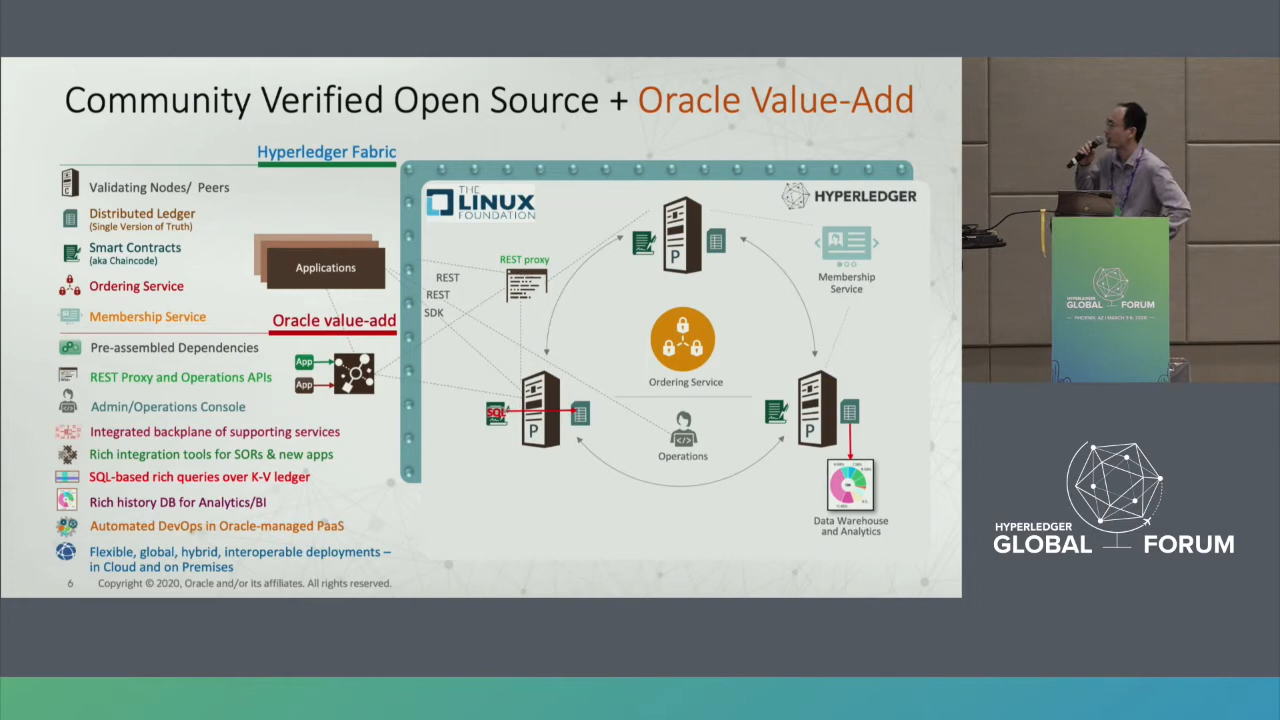 Community Verified Open Source + Oracle Value-Add
Hyperledger Fabric
Validating Nodes/ Peers
Distributed Ledger
(Single Version of Truth)
Smart Contracts
(aka Chaincode)
Ordering Service
Membership Service
Oracle value-add
Pre-assembled Dependencies
REST Proxy and Operations APIs
Admin/Operations Console
Integrated backplane of supporting services
Rich integration tools for SORs & new apps
SQL-based rich queries over K-V ledger
Rich history DB for Analytics/BI
Automated DevOps in Oracle-managed PaaS
Flexible, global, hybrid, interoperable deployments –
in Cloud and on Premises
6 Copyright © 2020, Oracle and/or its affiliates. All rights reserved.
Applications
App
App
THE
LINUX
FOUNDATION
HYPERLEDGER
REST proxy
REST
REST
SDK
P
Membership
Service
Ordering Service
SQL
P
P
Operations
Data Warehouse
and Analytics
HYPERLEDGER
GLOBAL FORUM
PHOENIX, AZ | MARCH 3-6, 2020
HYPERLEDGER
GLOBAL FORUM